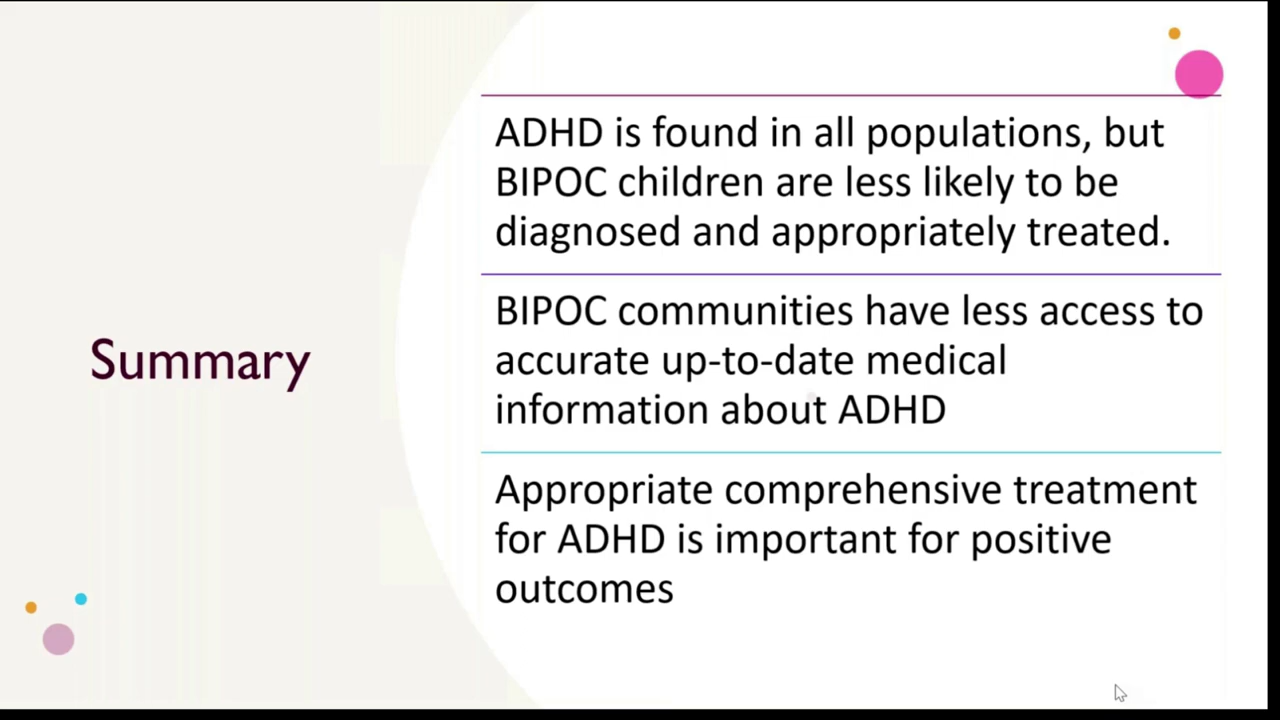 Summary
ADHD is found in all populations, but
BIPOC children are less likely to be
diagnosed and appropriately treated.
BIPOC communities have less access to
accurate up-to-date medical
information about ADHD
Appropriate comprehensive treatment
for ADHD is important for positive
outcomes